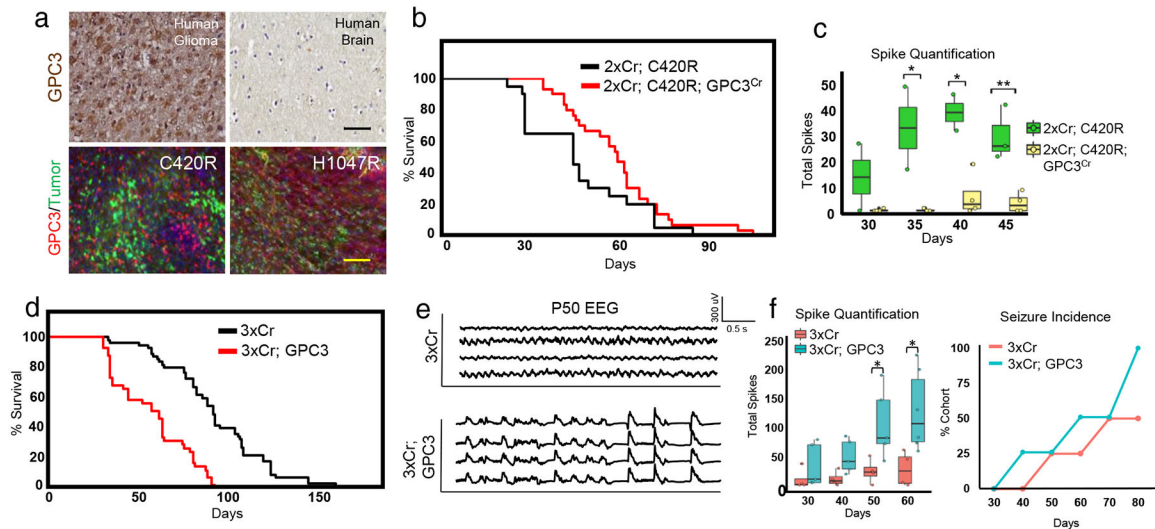 a
GPC3
Human
Glioma
Human
Brain
GPC3/Tumor
C420R
H1047R
b
% Survival
100
80
60
40
20
0
2xCr; C420R
2xCr; C420R; GPC3Cr
0
30
60
90
Days
c
Spike Quantification
Total Spikes
50
40
30
20
10
0
*
*
**
2xCr; C420R
2xCr; C420R;
GPC3Cr
30
35
40
45
Days
d
% Survival
100
80
60
40
20
0
3xCr
3xCr; GPC3
0
50
100
150
Days
e
P50 EEG
300 uV
0.5 s
3xCr
3xCr;
GPC3
f
Spike Quantification
3xCr
3xCr; GPC3
Total Spikes
250
200
150
100
50
0
*
*
30
40
50
60
Days
Seizure Incidence
3xCr
3xCr; GPC3
% Cohort
100
75
50
25
0
30
40
50
60
70
80
Days